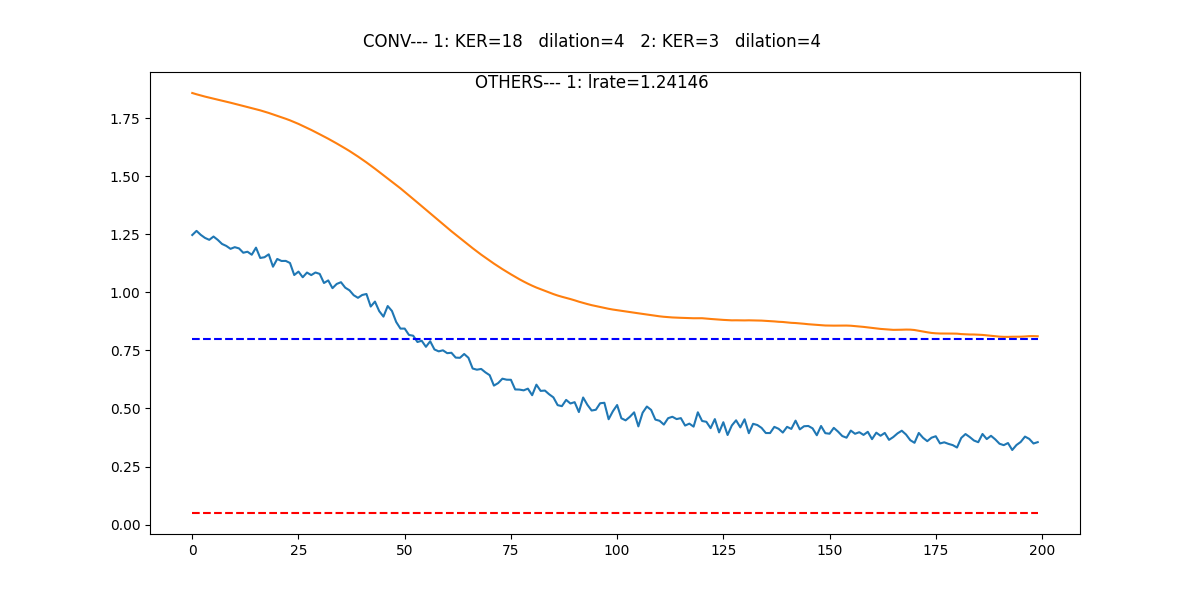 CONV--- 1: KER=18   dilation=4   2: KER=3   dilation=4
OTHERS--- 1: lrate=1.24146
1.75
1.50
1.25
1.00
0.75
0.50
0.25
0.00
0 25 50 75 100 125 150 175 200